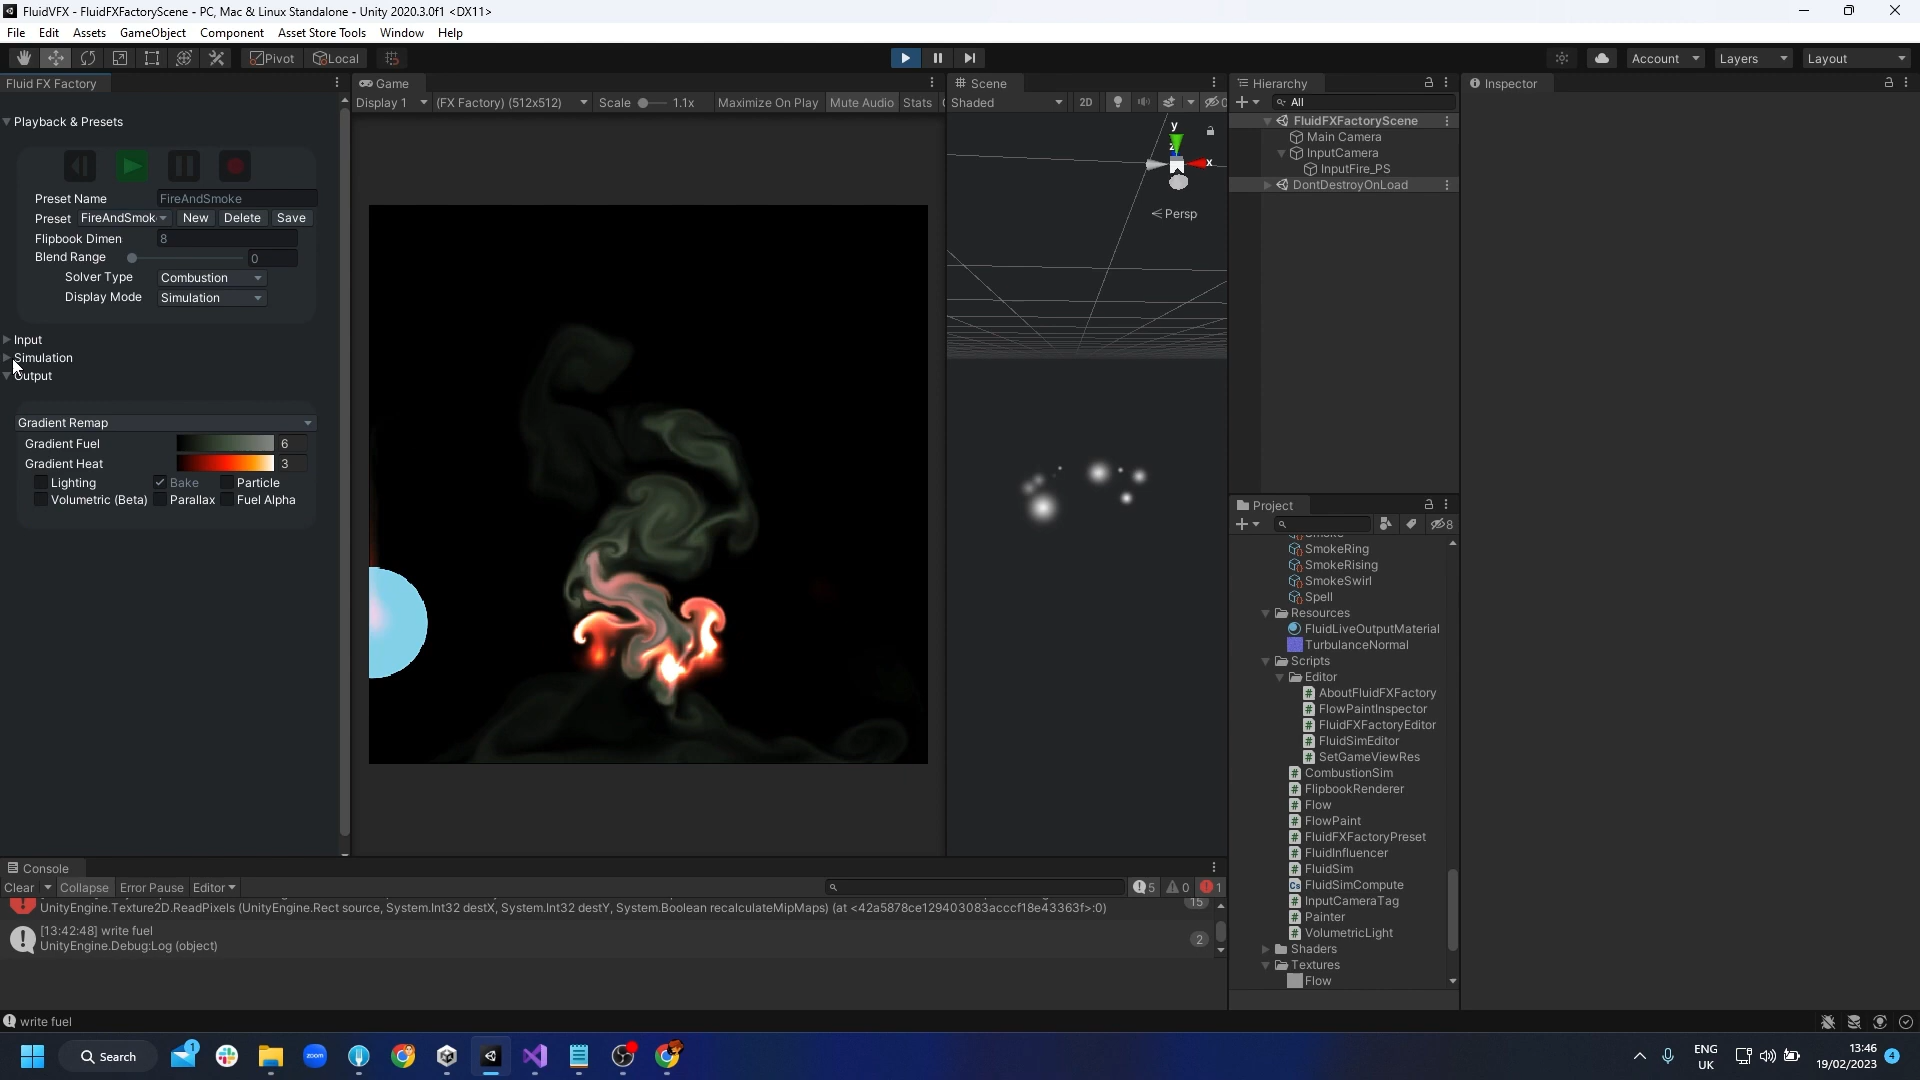 FluidVFX - FluidFXFactoryScene - PC, Mac & Linux Standalone - Unity 2020.3.0f1 <DX11>
File Edit Assets GameObject Component Asset Store Tools Window Help
Pivot Local Account Layers Layout
Fluid FX Factory
Playback & Presets
Preset Name FireAndSmoke
Preset FireAndSmok New Delete Save
Flipbook Dimen 8
Blend Range 0
Solver Type Combustion
Display Mode Simulation
Input
Simulation
Output
Gradient Remap
Gradient Fuel 6
Gradient Heat 3
Lighting Bake Particle
Volumetric (Beta) Parallax Fuel Alpha
Game
Display 1 (FX Factory) (512x512) Scale 1.1x Maximize On Play Mute Audio Stats
Scene
Shaded 2D 0
y
z x
Persp
Hierarchy
All
FluidFXFactoryScene
Main Camera
InputCamera
InputFire_PS
DontDestroyOnLoad
Inspector
Project
8
Smoke
SmokeRing
SmokeRising
SmokeSwirl
Spell
Resources
FluidLiveOutputMaterial
TurbulanceNormal
Scripts
Editor
AboutFluidFXFactory
FlowPaintInspector
FluidFXFactoryEditor
FluidSimEditor
SetGameViewRes
CombustionSim
FlipbookRenderer
Flow
FlowPaint
FluidFXFactoryPreset
FluidInfluencer
FluidSim
FluidSimCompute
InputCameraTag
Painter
VolumetricLight
Shaders
Textures
Flow
Console
Clear Collapse Error Pause Editor 5 0 1
UnityEngine.Texture2D.ReadPixels (UnityEngine.Rect source, System.Int32 destX, System.Int32 destY, System.Boolean recalculateMipMaps) (at <42a5878ce129403083acccf18e43363f>:0) 15
[13:42:48] write fuel
UnityEngine.Debug:Log (object) 2
write fuel
Search 1 zoom ENG
UK
13:46
19/02/2023 4